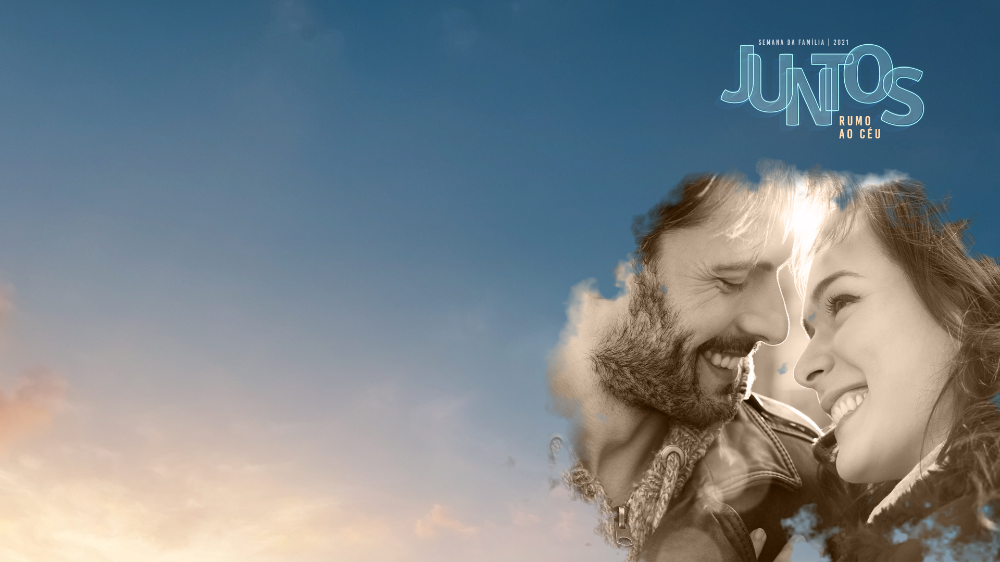 SEMANA DA FAMÍLIA | 2021
JUNTOS
RUMO
AO CÉU